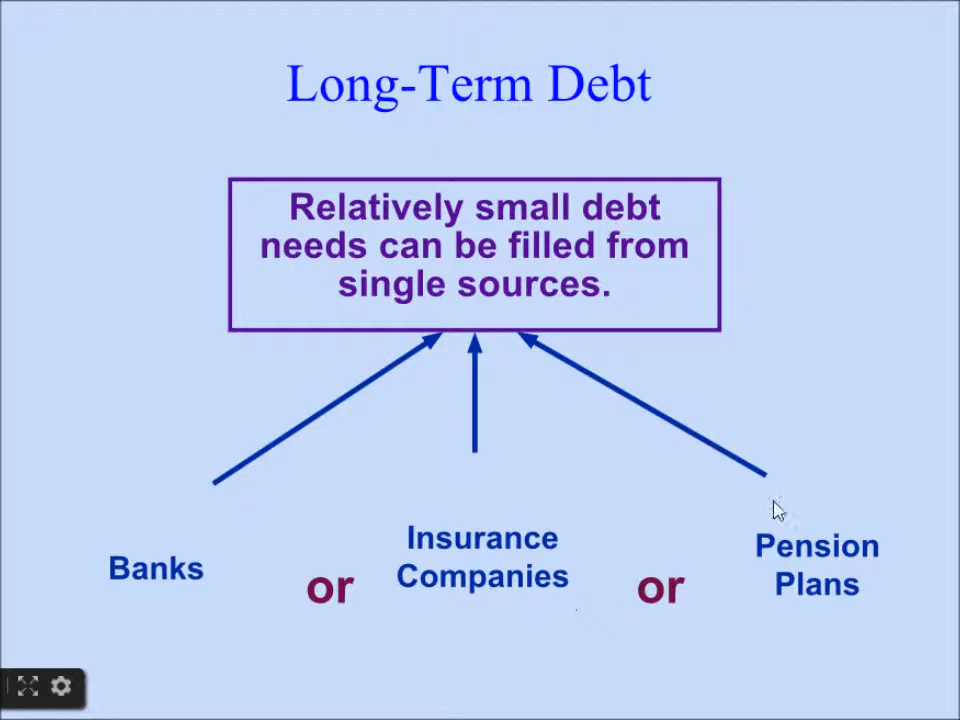 Long-Term Debt
Relatively small debt
needs can be filled from
single sources.
Banks
or
Insurance
Companies
or
Pension
Plans